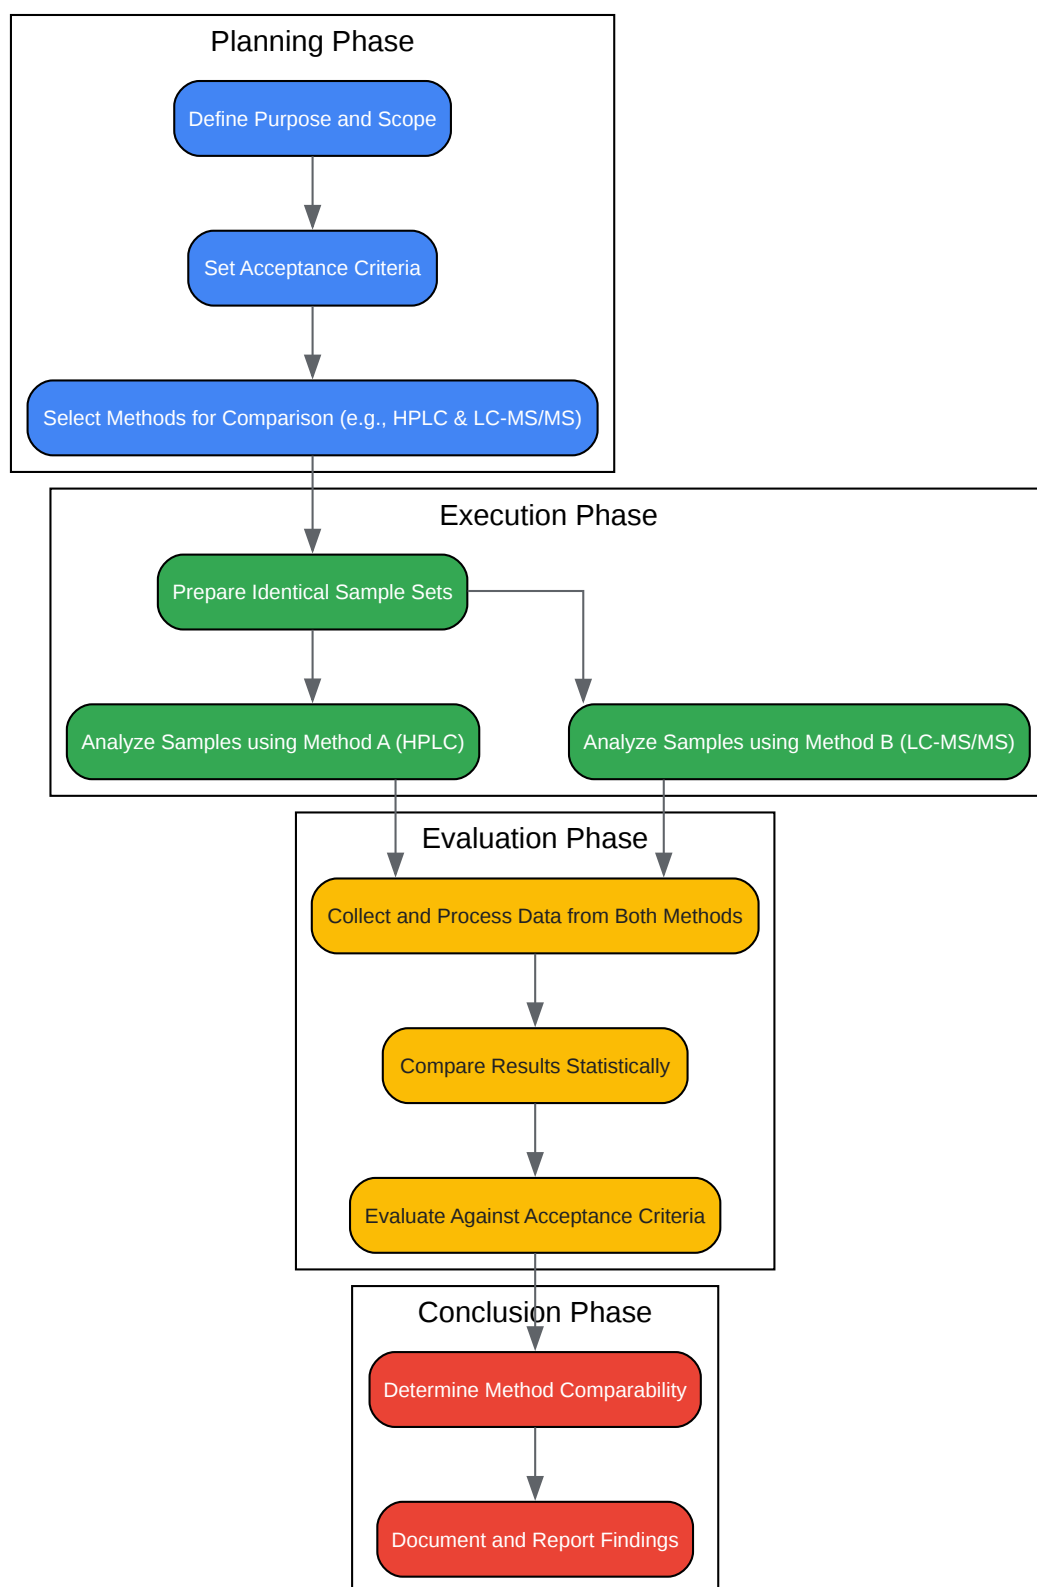 Planning Phase
Define Purpose and Scope
Set Acceptance Criteria
Select Methods for Comparison (e.g., HPLC & LC-MS/MS)
Execution Phase
Prepare Identical Sample Sets
Analyze Samples using Method A (HPLC)
Analyze Samples using Method B (LC-MS/MS)
Evaluation Phase
Collect and Process Data from Both Methods
Compare Results Statistically
Evaluate Against Acceptance Criteria
Conclusion Phase
Determine Method Comparability
Document and Report Findings